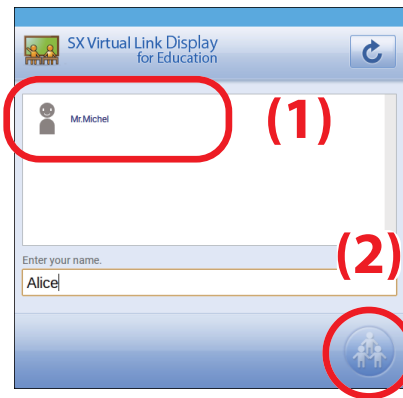 SX Virtual Link Display
for Education
Mr.Michel
(1)
Enter your name.
(2)
Alice